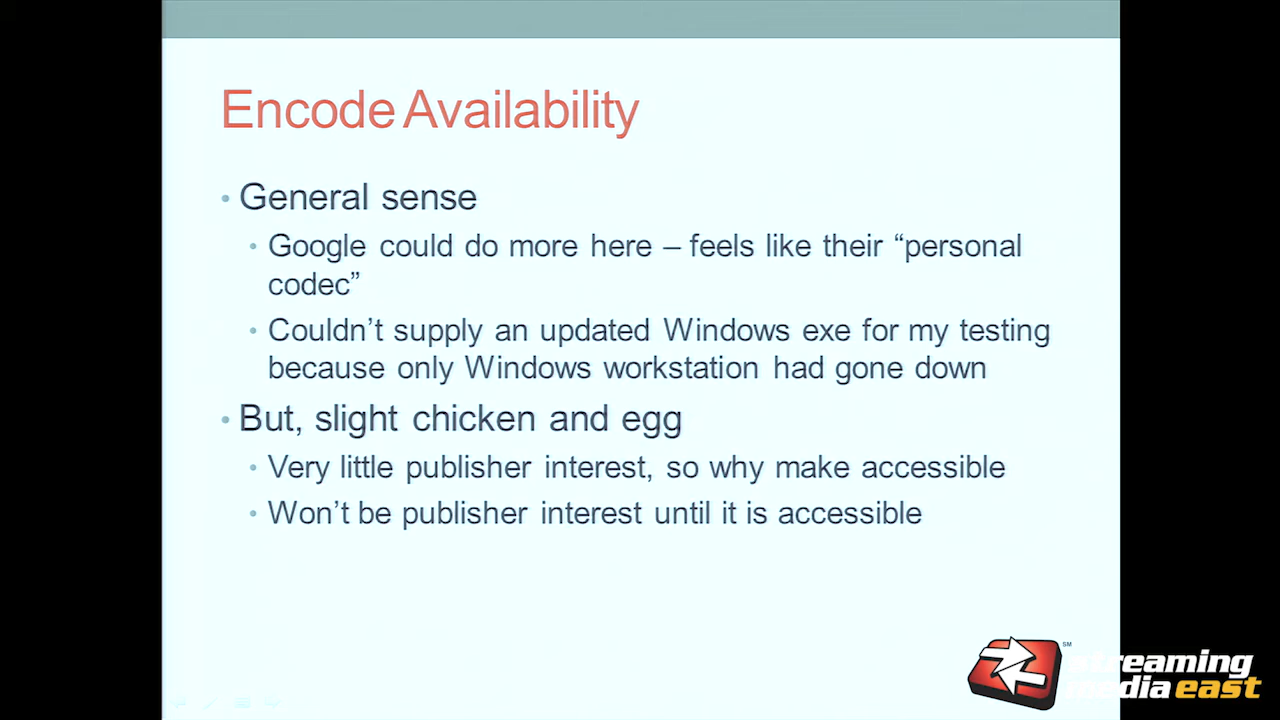 Encode Availability
• General sense
• Google could do more here – feels like their “personal
codec”
• Couldn’t supply an updated Windows exe for my testing
because only Windows workstation had gone down
• But, slight chicken and egg
• Very little publisher interest, so why make accessible
• Won’t be publisher interest until it is accessible
SM
streaming
media east